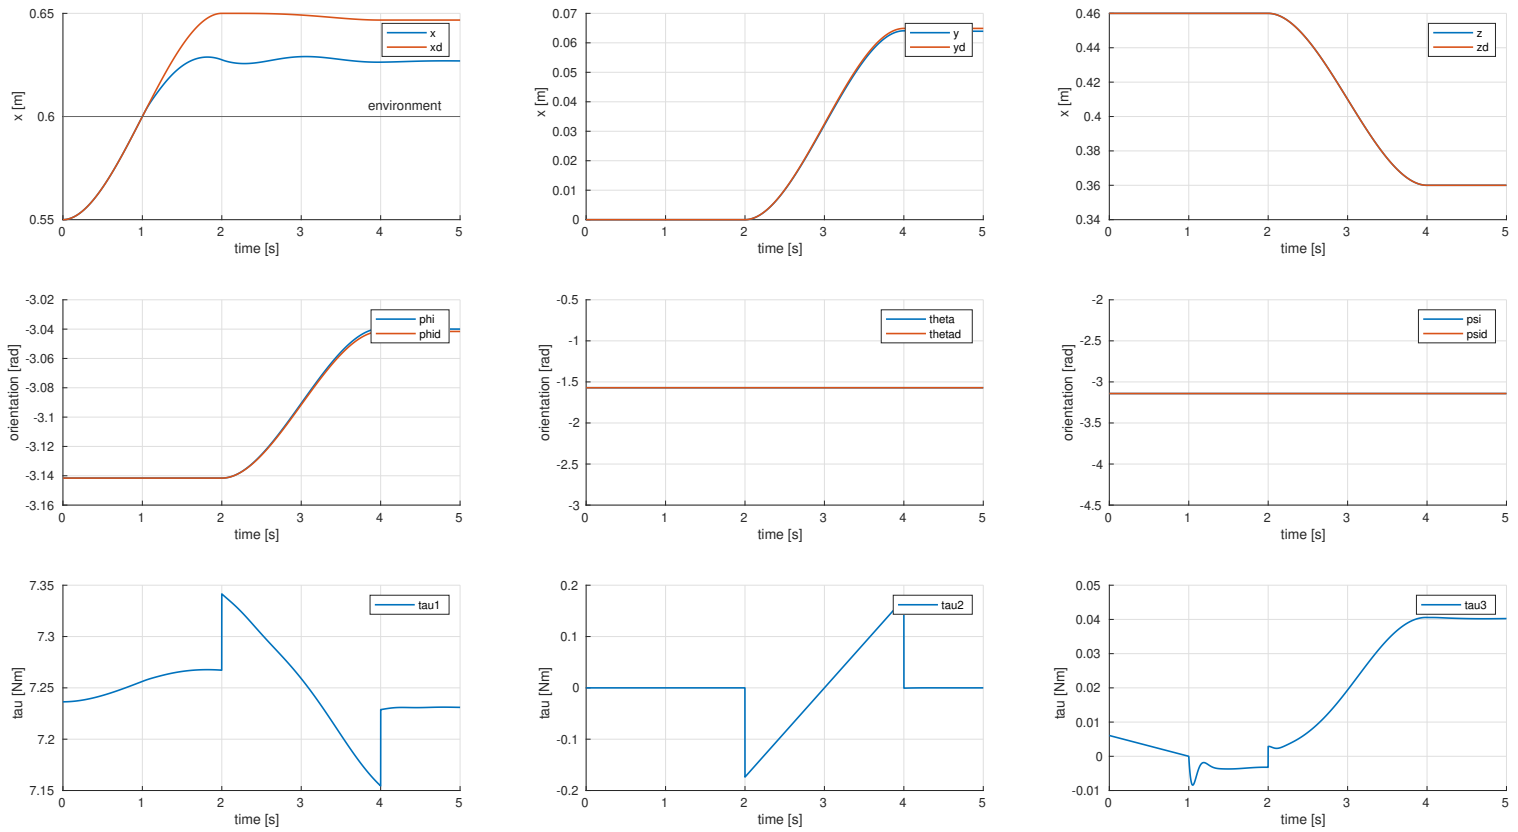 0.65
0.6
0.55
x [m]
x
xd
environment
0 1 2 3 4 5
time [s]
0.07
0.06
0.05
0.04
0.03
0.02
0.01
0
x [m]
y
yd
0 1 2 3 4 5
time [s]
0.46
0.44
0.42
0.4
0.38
0.36
0.34
x [m]
z
zd
0 1 2 3 4 5
time [s]
-3.02
-3.04
-3.06
-3.08
-3.1
-3.12
-3.14
-3.16
orientation [rad]
phi
phid
0 1 2 3 4 5
time [s]
-0.5
-1
-1.5
-2
-2.5
-3
orientation [rad]
theta
thetad
0 1 2 3 4 5
time [s]
-2
-2.5
-3
-3.5
-4
-4.5
orientation [rad]
psi
psid
0 1 2 3 4 5
time [s]
7.35
7.3
7.25
7.2
7.15
tau [Nm]
tau1
0 1 2 3 4 5
time [s]
0.2
0.1
0
-0.1
-0.2
tau [Nm]
tau2
0 1 2 3 4 5
time [s]
0.05
0.04
0.03
0.02
0.01
0
-0.01
tau [Nm]
tau3
0 1 2 3 4 5
time [s]